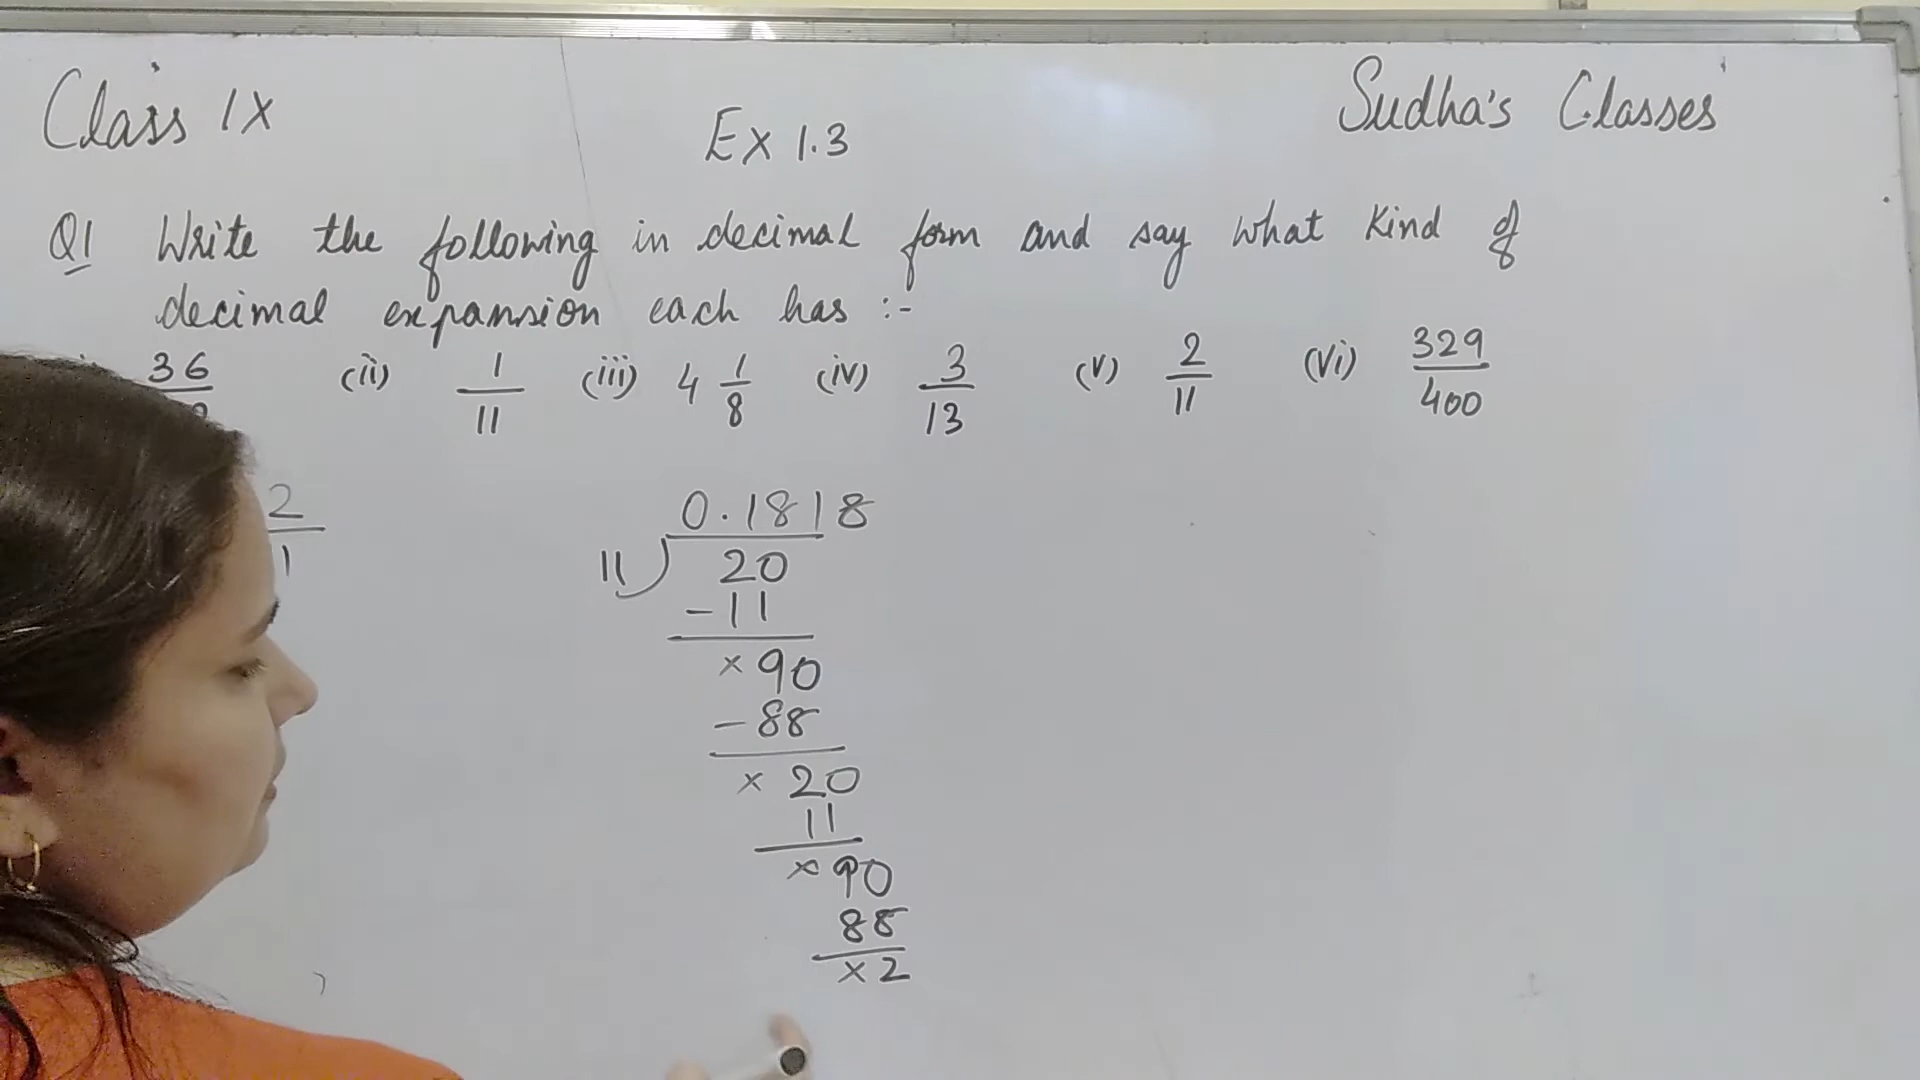 Class IX
Ex 1.3
Sudha's Classes
Q1 Write the following in decimal form and say what kind of
decimal expansion each has :-
36 (ii) 1/11 (iii) 4 1/8 (iv) 3/13 (v) 2/11 (vi) 329/400
2
1
0.1818
11) 20
-11
×90
-88
×20
11
×90
88
×2